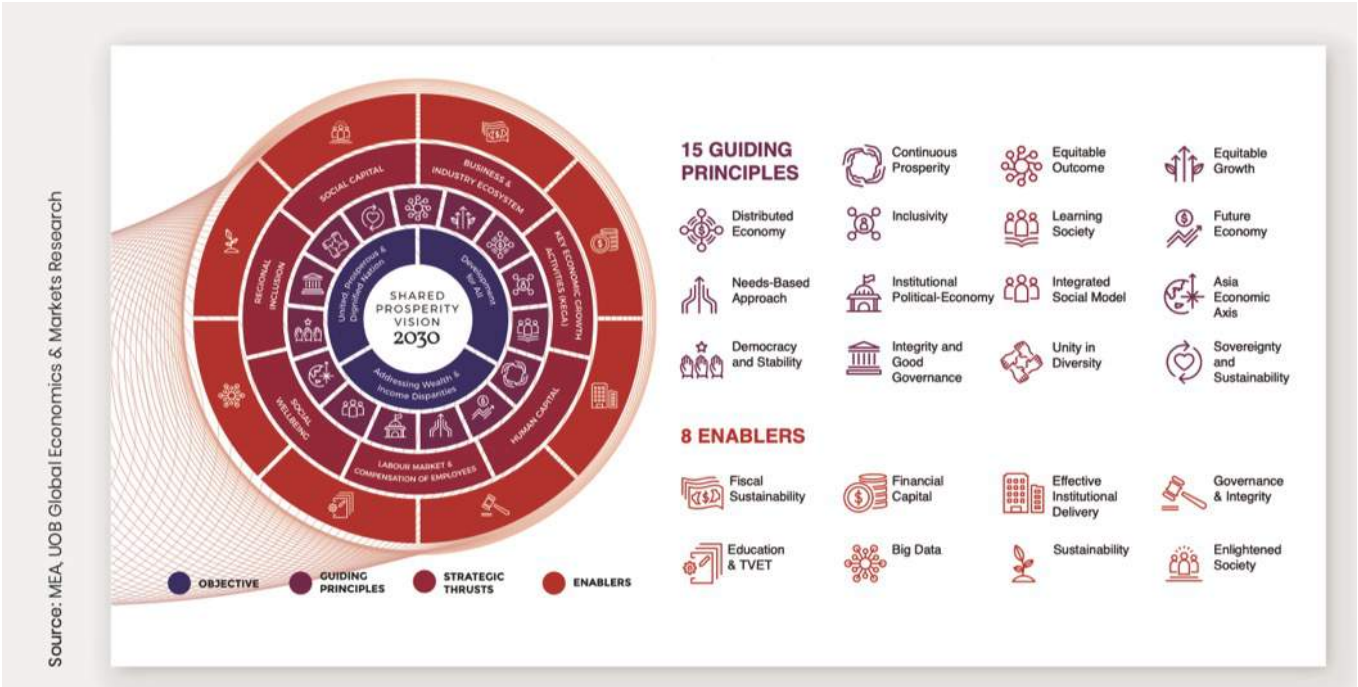 Source: MEA, UOB Global Economics & Markets Research
SHARED
PROSPERITY
VISION
2030
United, Prosperous &
Dignified Nation
Development
for All
Addressing Wealth &
Income Disparities
SOCIAL CAPITAL
BUSINESS &
INDUSTRY ECOSYSTEM
KEY ECONOMIC GROWTH
ACTIVITIES (KEGA)
HUMAN CAPITAL
LABOUR MARKET &
COMPENSATION OF EMPLOYEES
SOCIAL
WELLBEING
REGIONAL
INCLUSION
OBJECTIVE
GUIDING
PRINCIPLES
STRATEGIC
THRUSTS
ENABLERS
15 GUIDING
PRINCIPLES
Continuous
Prosperity
Equitable
Outcome
Equitable
Growth
Distributed
Economy
Inclusivity
Learning
Society
Future
Economy
Needs-Based
Approach
Institutional
Political-Economy
Integrated
Social Model
Asia
Economic
Axis
Democracy
and Stability
Integrity and
Good
Governance
Unity in
Diversity
Sovereignty
and
Sustainability
8 ENABLERS
Fiscal
Sustainability
Financial
Capital
Effective
Institutional
Delivery
Governance
& Integrity
Education
& TVET
Big Data
Sustainability
Enlightened
Society